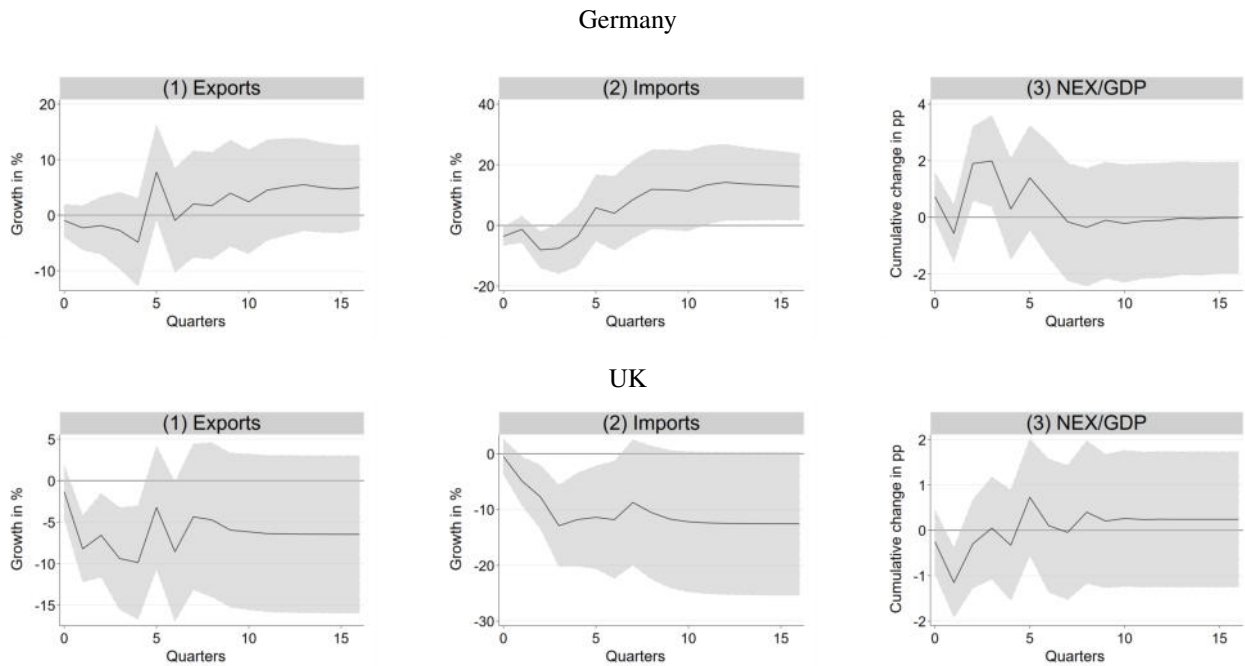 Germany
(1) Exports
Growth in %
20
10
0
-10
0 5 10 15
Quarters
(2) Imports
Growth in %
40
20
0
-20
0 5 10 15
Quarters
(3) NEX/GDP
Cumulative change in pp
4
2
0
-2
0 5 10 15
Quarters
UK
(1) Exports
Growth in %
5
0
-5
-10
-15
0 5 10 15
Quarters
(2) Imports
Growth in %
0
-10
-20
-30
0 5 10 15
Quarters
(3) NEX/GDP
Cumulative change in pp
2
1
0
-1
-2
0 5 10 15
Quarters